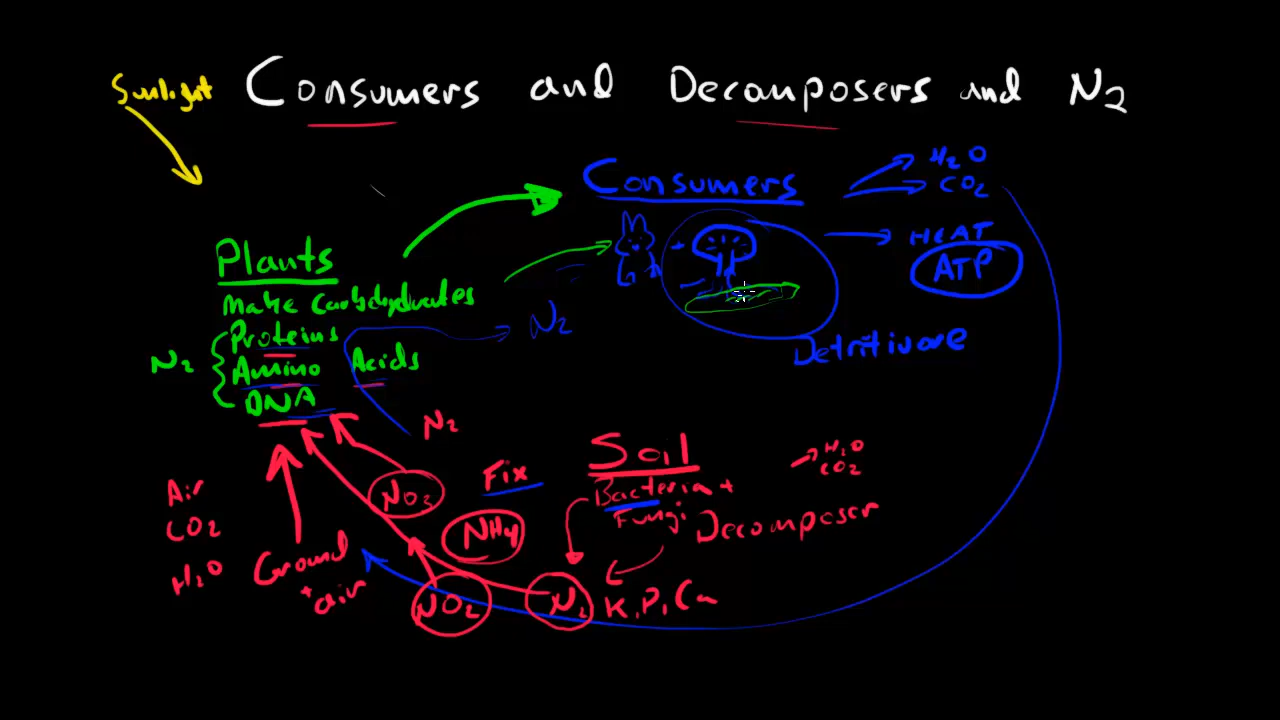 Sunlight
Consumers and Decomposers and N2
Consumers
H2O
CO2
HEAT
ATP
Plants
Make Carbohydrates
N2
Proteins
Amino Acids
DNA
N2
Detritivore
N2
Soil
Bacteria +
Fungi
Decomposer
H2O
CO2
Fix
NO3
NH4
NO2
N2
K, P, Ca
Air
CO2
H2O
Ground
+ air